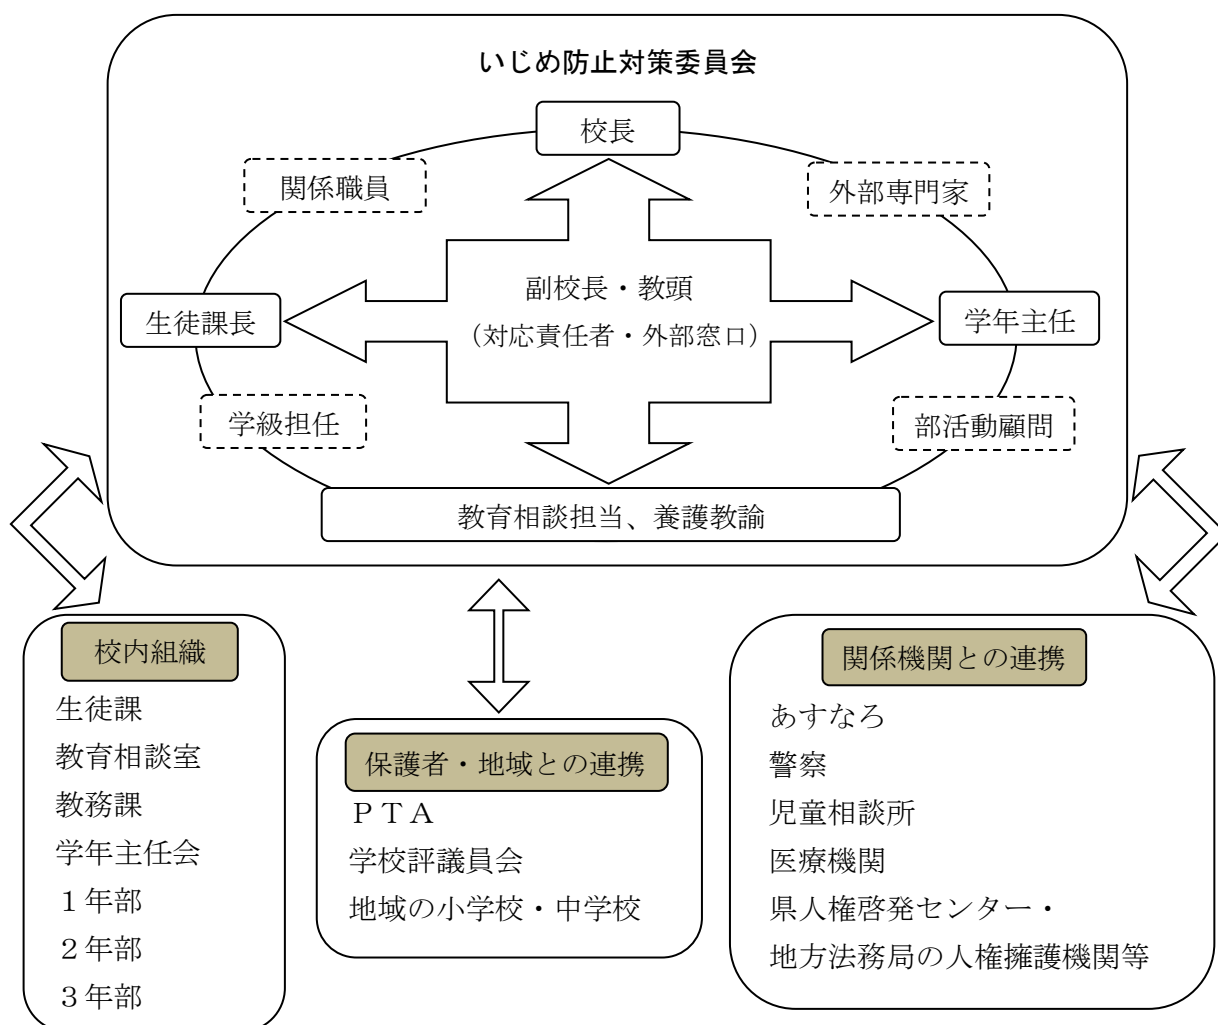 いじめ防止対策委員会
校長
関係職員
外部専門家
副校長・教頭
（対応責任者・外部窓口）
生徒課長
学年主任
学級担任
部活動顧問
教育相談担当、養護教諭
校内組織
生徒課
教育相談室
教務課
学年主任会
１年部
２年部
３年部
保護者・地域との連携
ＰＴＡ
学校評議員会
地域の小学校・中学校
関係機関との連携
あすなろ
警察
児童相談所
医療機関
県人権啓発センター・
地方法務局の人権擁護機関等